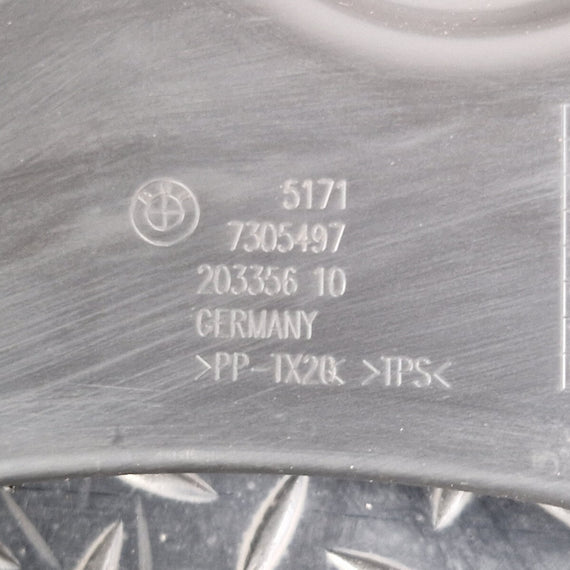 5171
7305497
203356 10
GERMANY
>PP-TX20< >TPS<